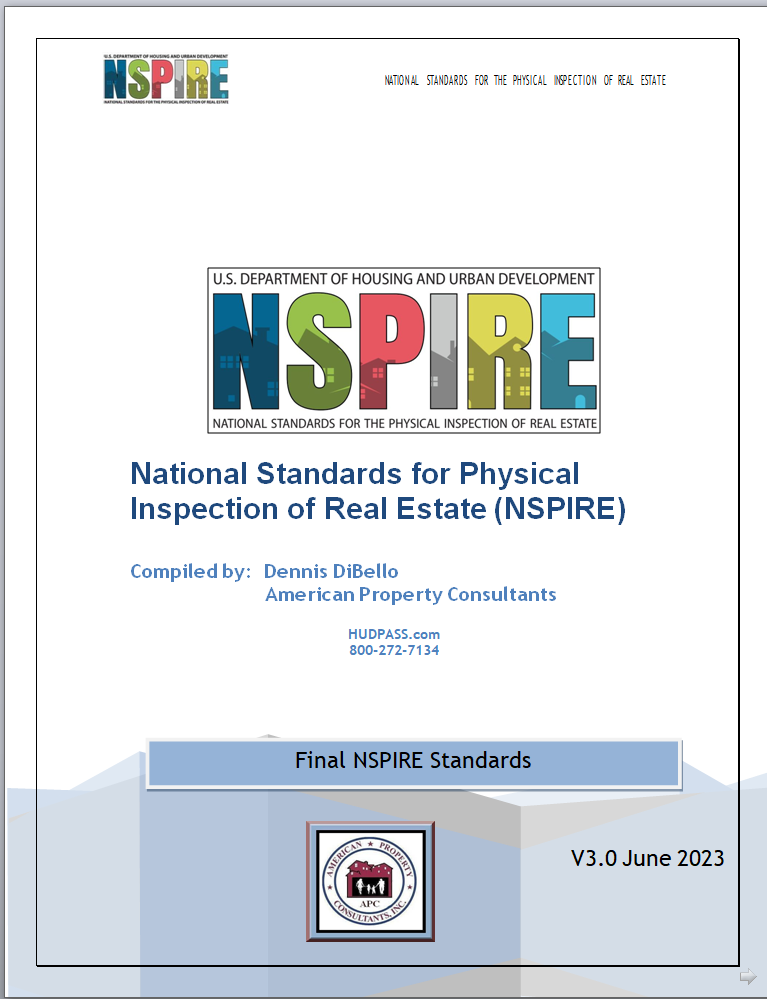 U.S. DEPARTMENT OF HOUSING AND URBAN DEVELOPMENT
NSPIRE
NATIONAL STANDARDS FOR THE PHYSICAL INSPECTION OF REAL ESTATE
NATIONAL STANDARDS FOR THE PHYSICAL INSPECTION OF REAL ESTATE
U.S. DEPARTMENT OF HOUSING AND URBAN DEVELOPMENT
NSPIRE
NATIONAL STANDARDS FOR THE PHYSICAL INSPECTION OF REAL ESTATE
National Standards for Physical
Inspection of Real Estate (NSPIRE)
Compiled by: Dennis DiBello
American Property Consultants
HUDPASS.com
800-272-7134
Final NSPIRE Standards
AMERICAN ★ PROPERTY
APC
CONSULTANTS, INC.
V3.0 June 2023